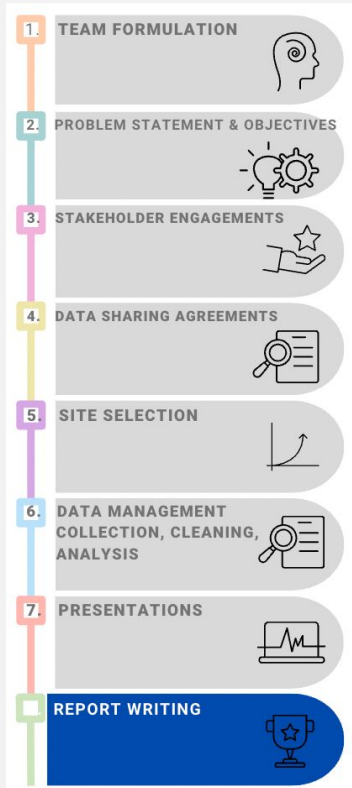 1. TEAM FORMULATION
2. PROBLEM STATEMENT & OBJECTIVES
3. STAKEHOLDER ENGAGEMENTS
4. DATA SHARING AGREEMENTS
5. SITE SELECTION
6. DATA MANAGEMENT
COLLECTION, CLEANING,
ANALYSIS
7. PRESENTATIONS
REPORT WRITING